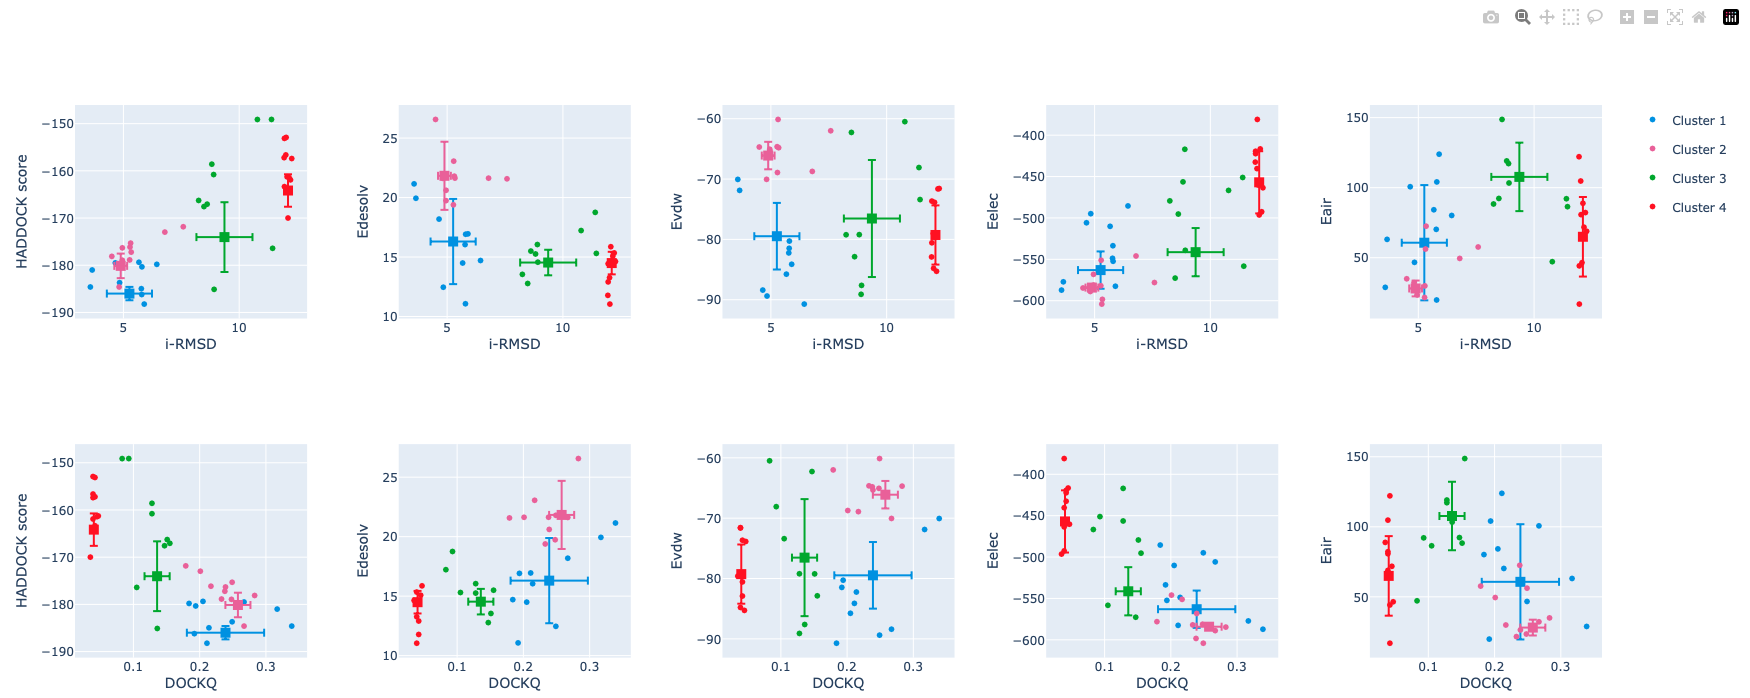 −150
−160
−170
−180
−190
HADDOCK score
5
10
i-RMSD
25
20
15
10
Edesolv
5
10
i-RMSD
−60
−70
−80
−90
Evdw
5
10
i-RMSD
−400
−450
−500
−550
−600
Eelec
5
10
i-RMSD
150
100
50
Eair
5
10
i-RMSD
Cluster 1
Cluster 2
Cluster 3
Cluster 4
−150
−160
−170
−180
−190
HADDOCK score
0.1
0.2
0.3
DOCKQ
25
20
15
10
Edesolv
0.1
0.2
0.3
DOCKQ
−60
−70
−80
−90
Evdw
0.1
0.2
0.3
DOCKQ
−400
−450
−500
−550
−600
Eelec
0.1
0.2
0.3
DOCKQ
150
100
50
Eair
0.1
0.2
0.3
DOCKQ